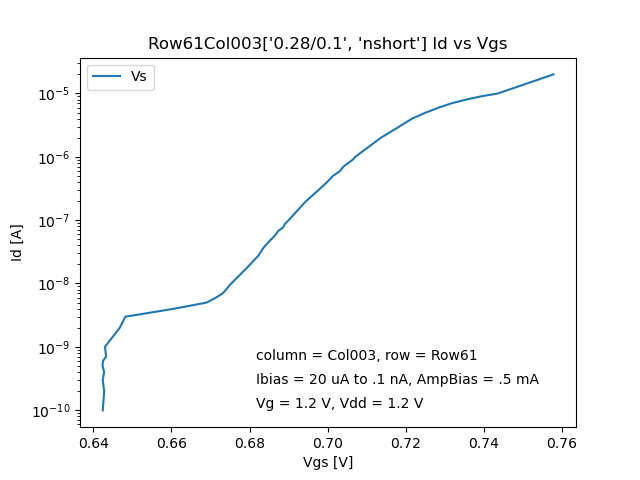 Row61Col003['0.28/0.1', 'nshort'] Id vs Vgs
Vs
10⁻⁵
10⁻⁶
10⁻⁷
10⁻⁸
10⁻⁹
10⁻¹⁰
Id [A]
column = Col003, row = Row61
Ibias = 20 uA to .1 nA, AmpBias = .5 mA
Vg = 1.2 V, Vdd = 1.2 V
0.64 0.66 0.68 0.70 0.72 0.74 0.76
Vgs [V]